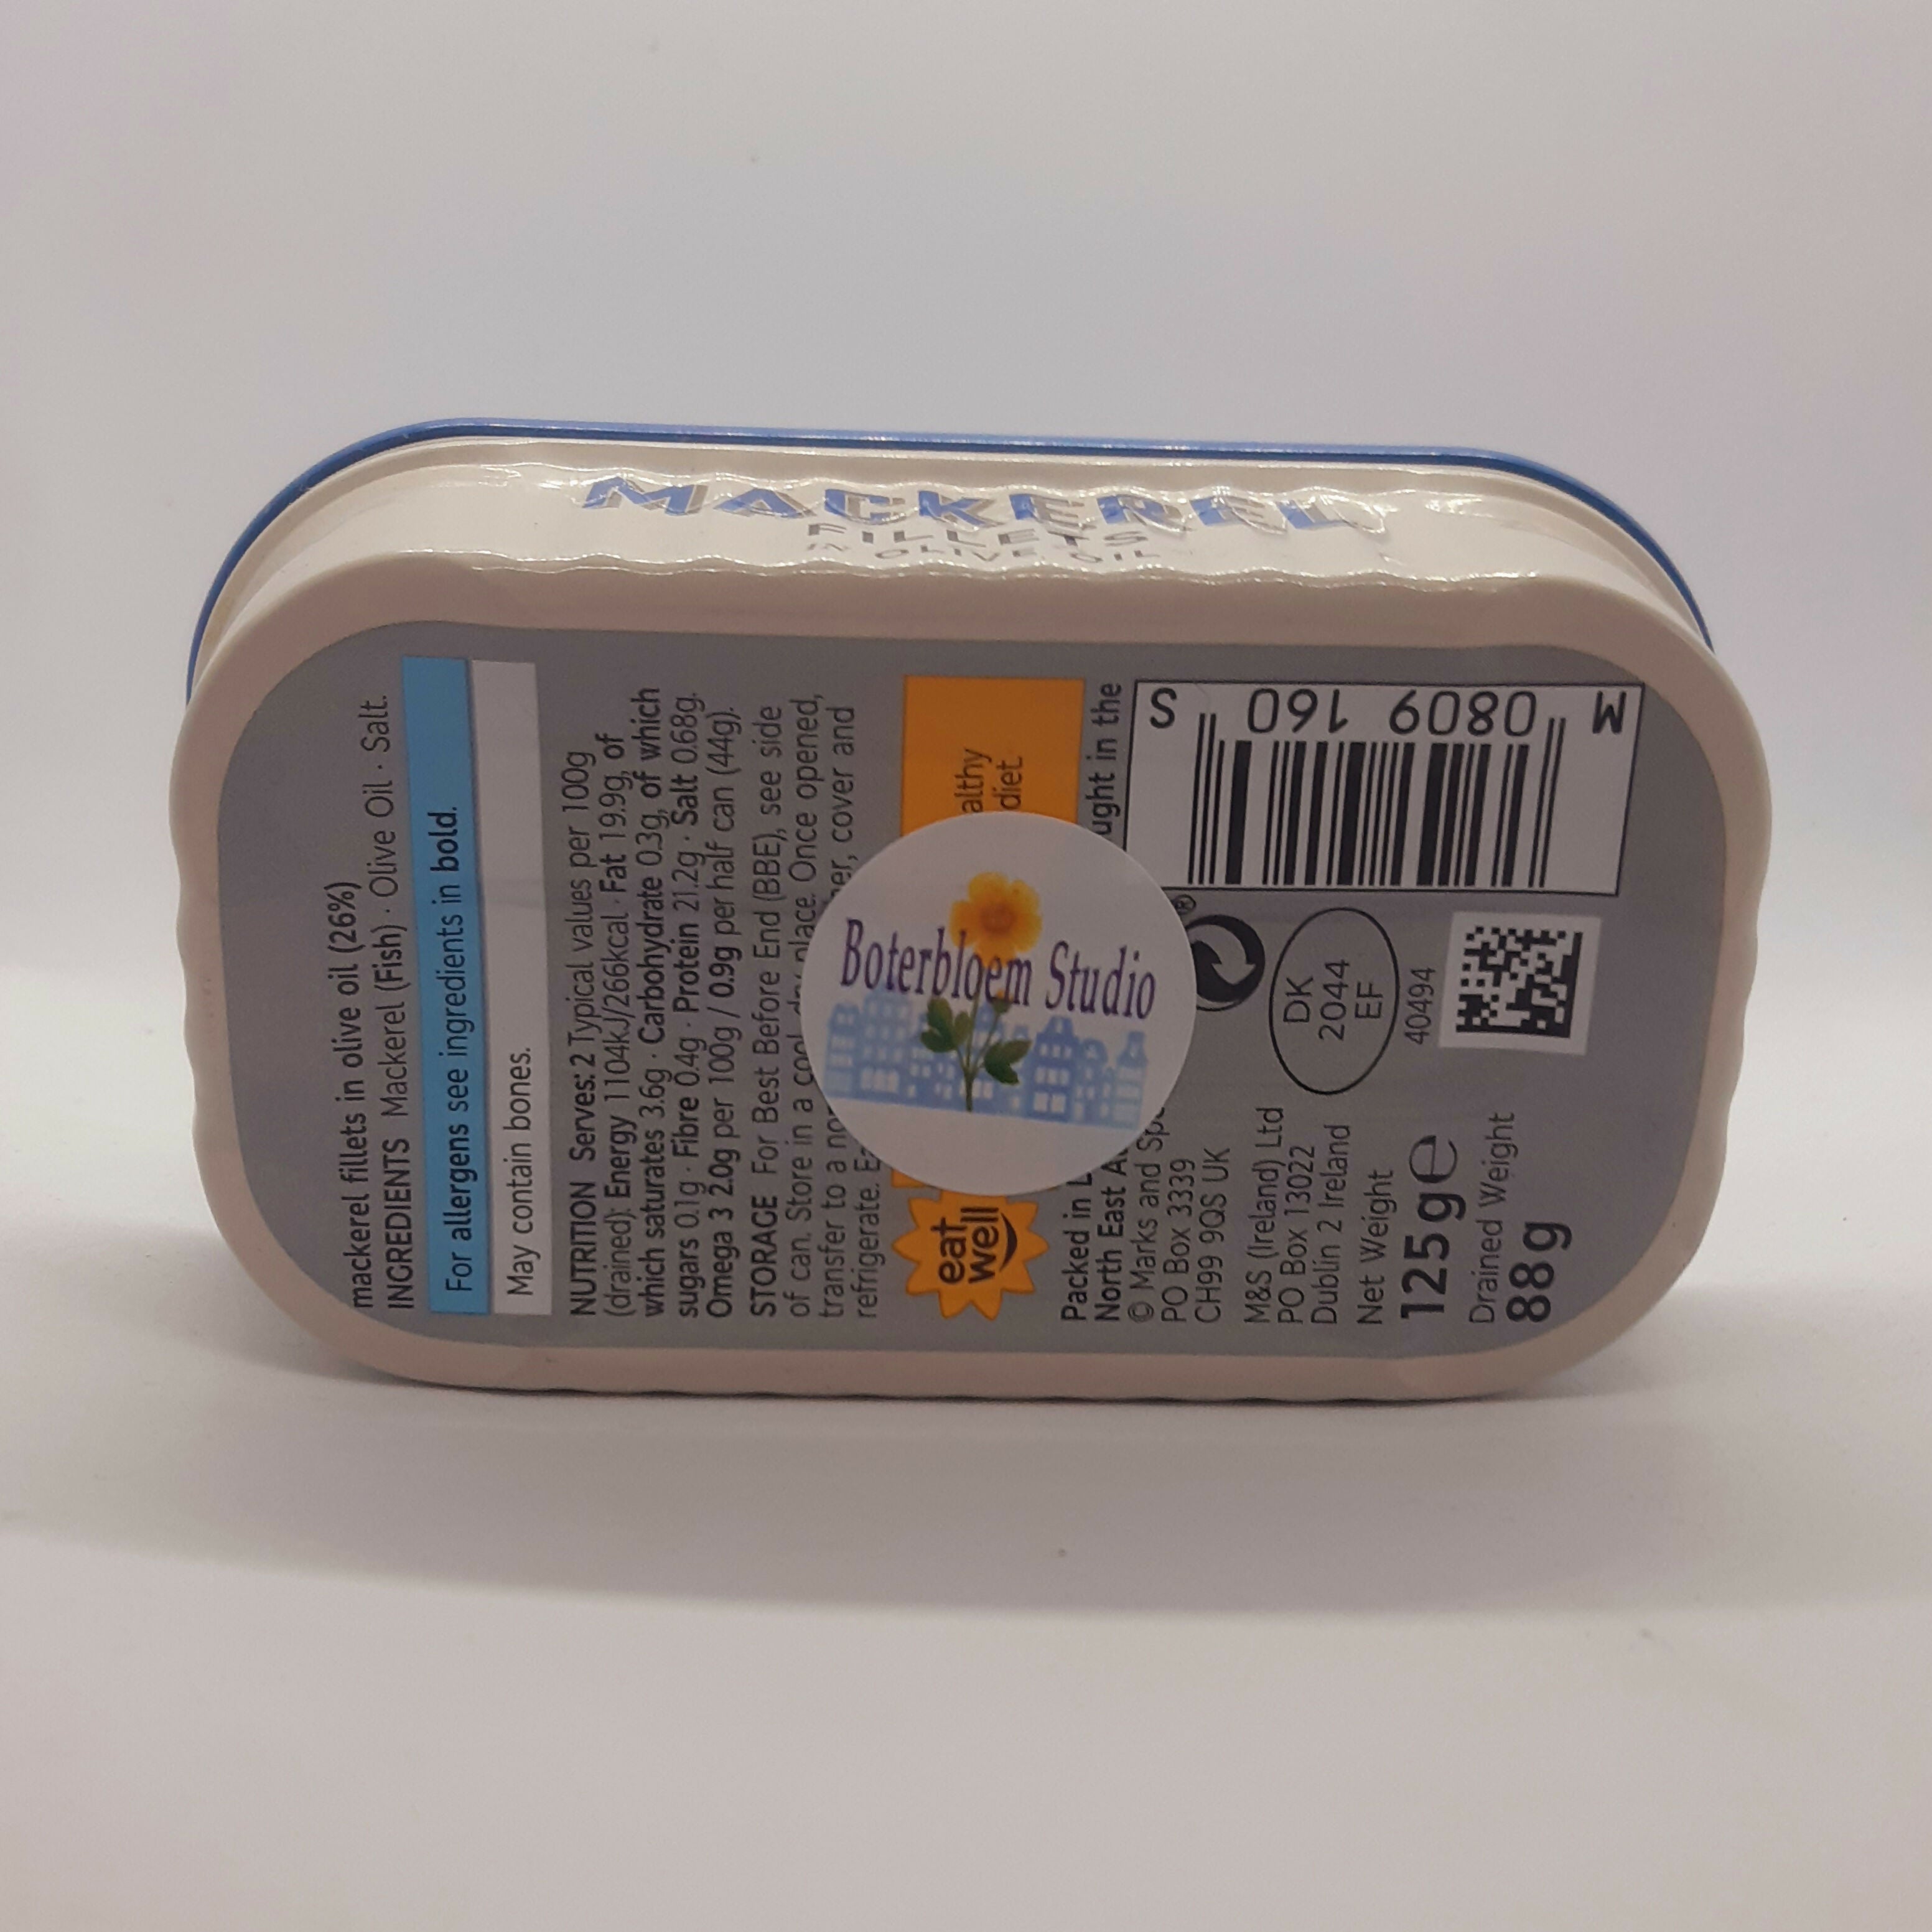 MACKEREL
FILLETS
IN OLIVE OIL
mackerel fillets in olive oil (26%)
INGREDIENTS Mackerel (Fish) · Olive Oil · Salt.
For allergens see ingredients in bold.
May contain bones.
NUTRITION Serves: 2 Typical values per 100g
(drained): Energy 1104kJ/266kcal · Fat 19.9g, of
which saturates 3.6g · Carbohydrate 0.3g, of which
sugars 0.1g · Fibre 0.4g · Protein 21.2g · Salt 0.68g.
Omega 3 2.0g per 100g / 0.9g per half can (44g).
STORAGE For Best Before End (BBE), see side
of can. Store in a cool dry place. Once opened,
transfer to a cover and
refrigerate.
eat
well
diet.
Packed in
North East in the
© Marks and
PO Box 3339
CH99 9QS UK
M&S (Ireland) Ltd
PO Box 13022
Dublin 2 Ireland
Net Weight
125g e
Drained Weight
88g
®
DK
2044
EF
40494
M 0809 160 S
Boterbloem Studio